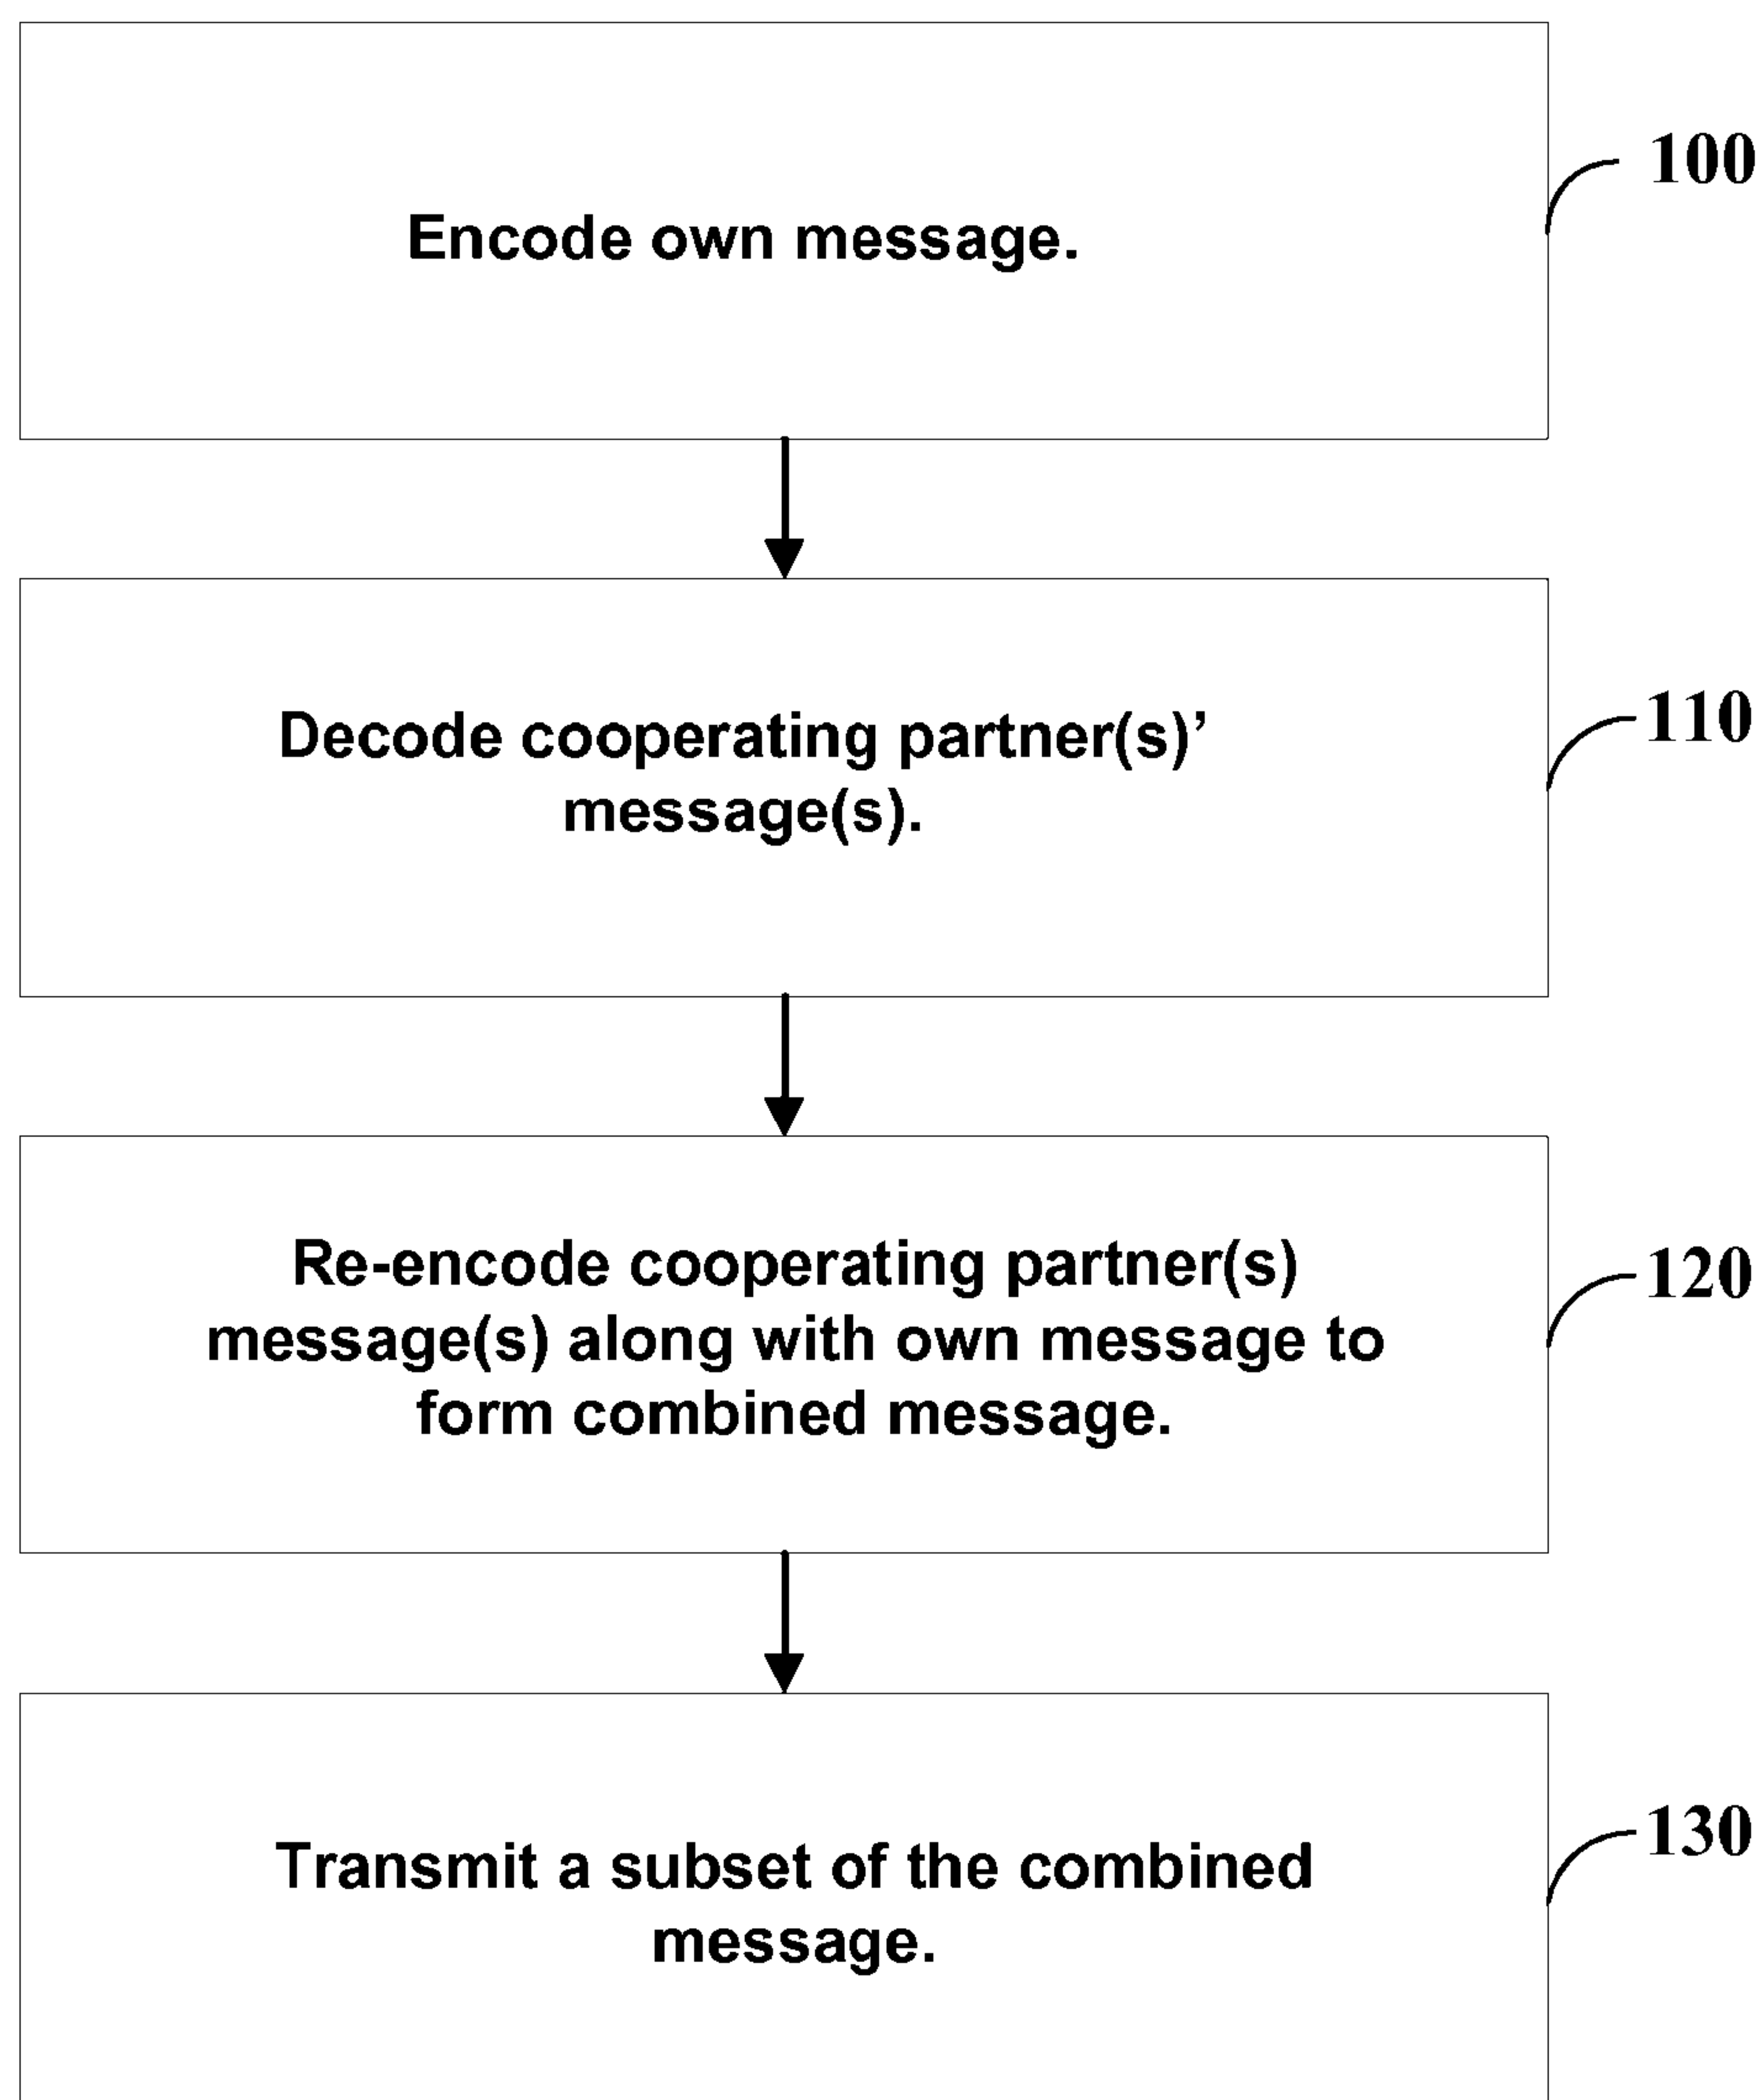 Encode own message.
100
Decode cooperating partner(s)’
message(s).
110
Re-encode cooperating partner(s)
message(s) along with own message to
form combined message.
120
Transmit a subset of the combined
message.
130